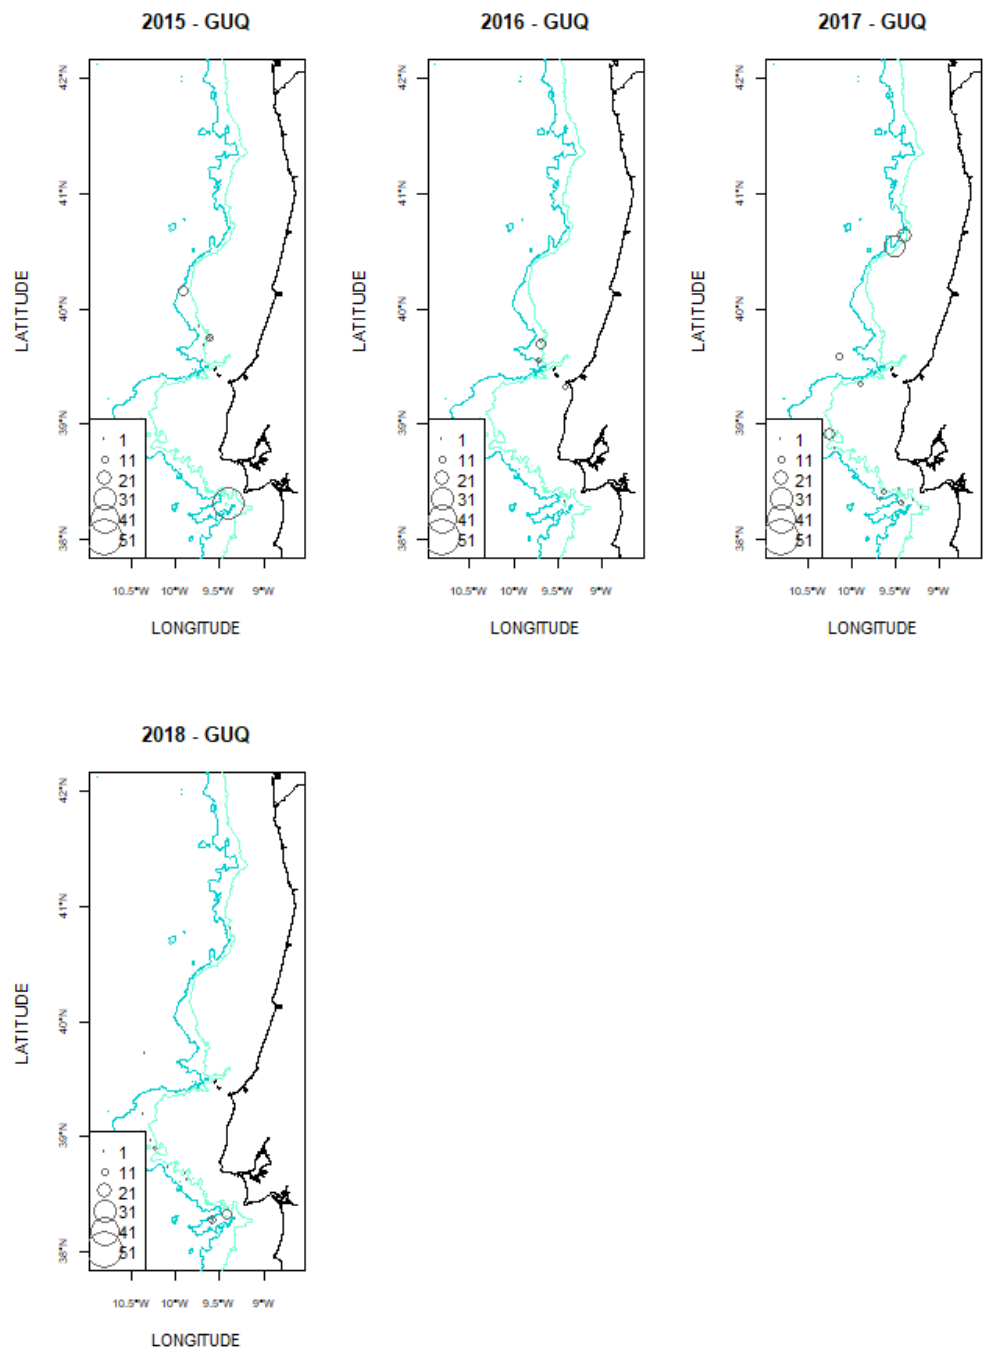 2015 - GUQ
2016 - GUQ
2017 - GUQ
LATITUDE
42°N
41°N
40°N
39°N
38°N
1
11
21
31
41
51
10.5°W 10°W 9.5°W 9°W
LONGITUDE
LATITUDE
42°N
41°N
40°N
39°N
38°N
1
11
21
31
41
51
10.5°W 10°W 9.5°W 9°W
LONGITUDE
LATITUDE
42°N
41°N
40°N
39°N
38°N
1
11
21
31
41
51
10.5°W 10°W 9.5°W 9°W
LONGITUDE
2018 - GUQ
LATITUDE
42°N
41°N
40°N
39°N
38°N
1
11
21
31
41
51
10.5°W 10°W 9.5°W 9°W
LONGITUDE